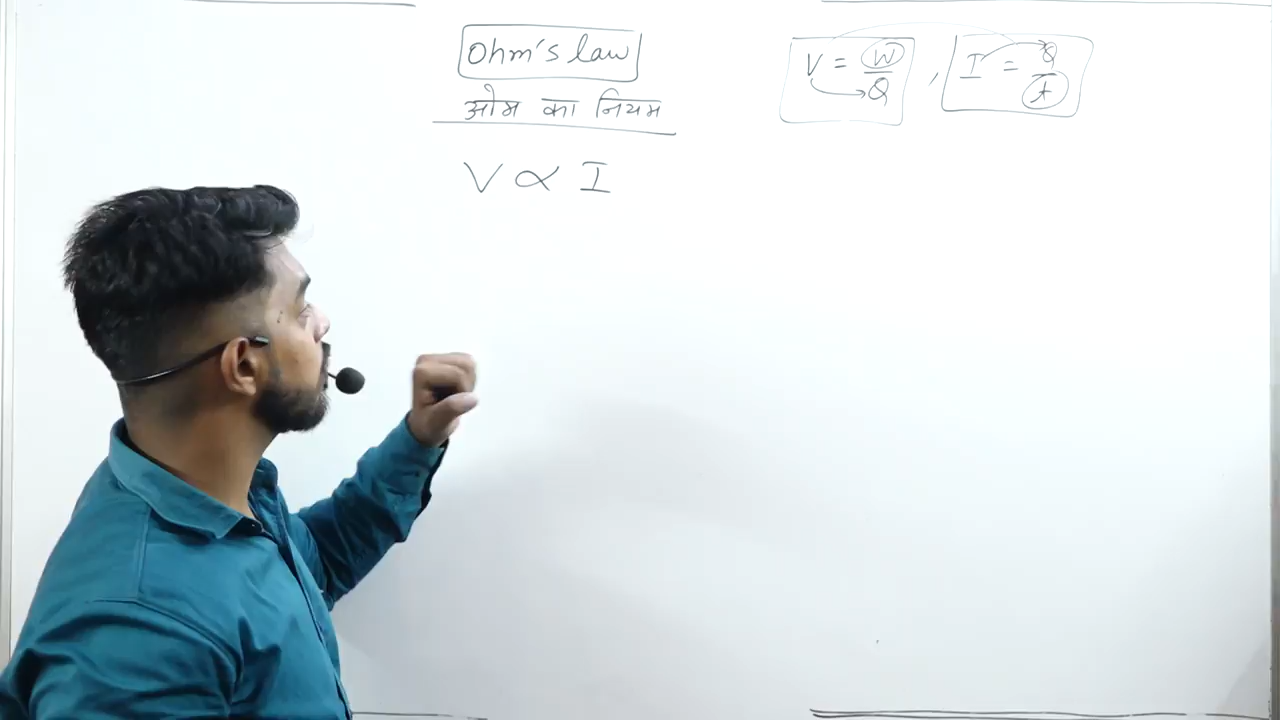 Ohm's law
ओम का नियम
V ∝ I
V = W/Q , I = Q/t